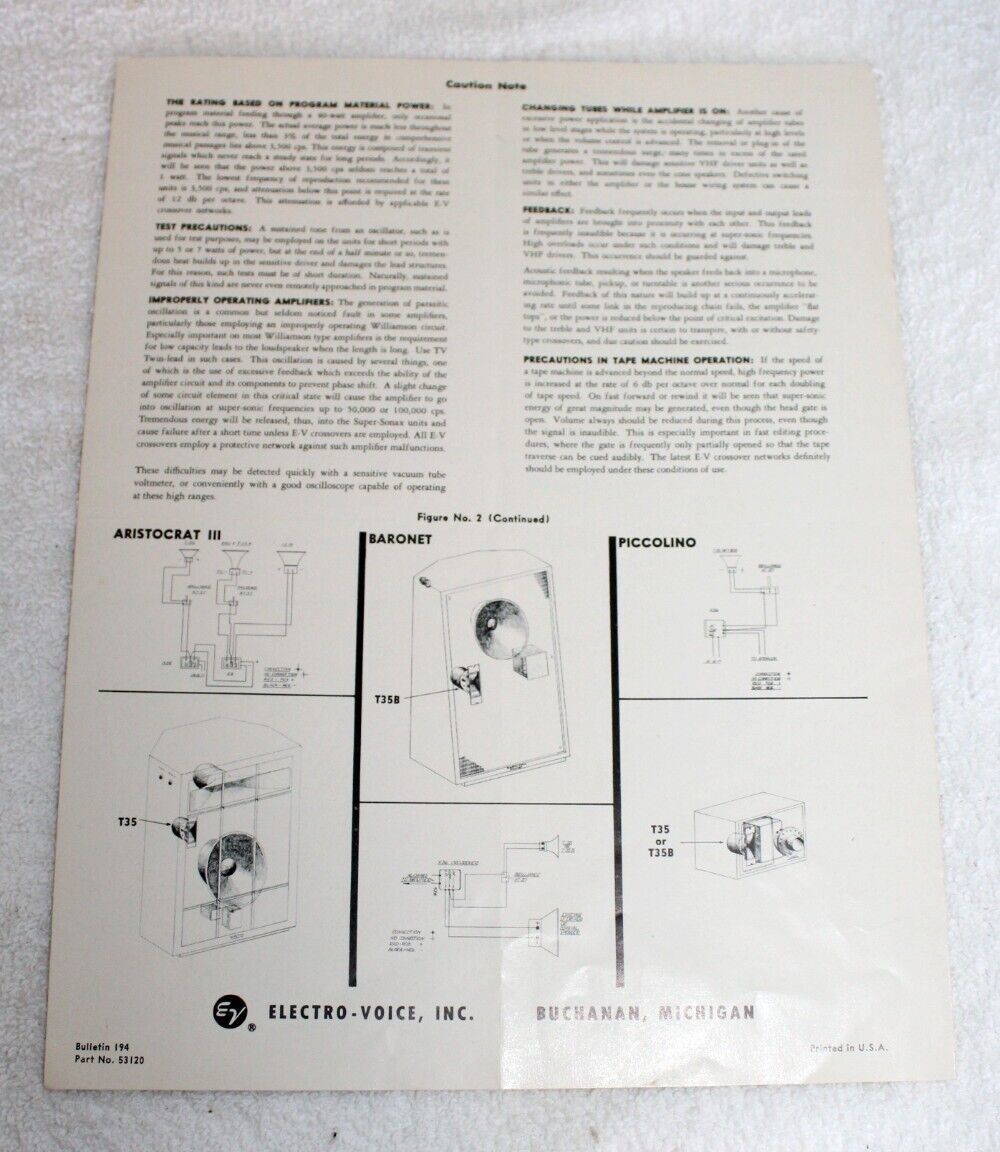 Caution Note
THE RATING BASED ON PROGRAM MATERIAL POWER: In
program material feeding through a 90-watt amplifier, only occasional
peaks reach this power. The actual average power is much less throughout
the musical range, less than 5% of the total energy in comprehensive
musical passages lies above 3,500 cps. This energy is composed of transient
signals which never reach a steady state for long periods. Accordingly, it
will be seen that the power above 3,500 cps seldom reaches a total of
1 watt. The lowest frequency of reproduction recommended for these
units is 3,500 cps, and attenuation below this point is required at the rate
of 12 db per octave. This attenuation is afforded by applicable E-V
crossover networks.
TEST PRECAUTIONS: A sustained tone from an oscillator, such as is
used for test purposes, may be employed on the units for short periods with
up to 5 or 7 watts of power, but at the end of a half minute or so, tremen-
dous heat builds up in the sensitive driver and damages the lead structures.
For this reason, such tests must be of short duration. Naturally, sustained
signals of this kind are never even remotely approached in program material.
IMPROPERLY OPERATING AMPLIFIERS: The generation of parasitic
oscillation is a common but seldom noticed fault in some amplifiers,
particularly those employing an improperly operating Williamson circuit.
Especially important on most Williamson type amplifiers is the requirement
for low capacity leads to the loudspeaker when the length is long. Use TV
Twin-lead in such cases. This oscillation is caused by several things, one
of which is the use of excessive feedback which exceeds the ability of the
amplifier circuit and its components to prevent phase shift. A slight change
of some circuit element in this critical state will cause the amplifier to go
into oscillation at super-sonic frequencies up to 50,000 or 100,000 cps.
Tremendous energy will be released, thus, into the Super-Sonax units and
cause failure after a short time unless E-V crossovers are employed. All E-V
crossovers employ a protective network against such amplifier malfunctions.
These difficulties may be detected quickly with a sensitive vacuum tube
voltmeter, or conveniently with a good oscilloscope capable of operating
at these high ranges.
CHANGING TUBES WHILE AMPLIFIER IS ON: Another cause of
excessive power application is the accidental changing of amplifier tubes
in low level stages while the system is operating, particularly at high levels
or when the volume control is advanced. The removal or plug-in of the
tube generates a tremendous surge, many times in excess of the rated
amplifier power. This will damage sensitive VHF driver units as well as
treble drivers, and sometimes even the cone speakers. Defective switching
units in either the amplifier or the house wiring system can cause a
similar effect.
FEEDBACK: Feedback frequently occurs when the input and output leads
of amplifiers are brought into proximity with each other. This feedback
is frequently inaudible because it is occurring at super-sonic frequencies.
High overloads occur under such conditions and will damage treble and
VHF drivers. This occurrence should be guarded against.
Acoustic feedback resulting when the speaker feeds back into a microphone,
microphonic tube, pickup, or turntable is another serious occurrence to be
avoided. Feedback of this nature will build up at a continuously accelerat-
ing rate until some link in the reproducing chain fails, the amplifier "flat
tops", or the power is reduced below the point of critical excitation. Damage
to the treble and VHF units is certain to transpire, with or without safety-
type crossovers, and due caution should be exercised.
PRECAUTIONS IN TAPE MACHINE OPERATION: If the speed of
a tape machine is advanced beyond the normal speed, high frequency power
is increased at the rate of 6 db per octave over normal for each doubling
of tape speed. On fast forward or rewind it will be seen that super-sonic
energy of great magnitude may be generated, even though the head gate is
open. Volume always should be reduced during this process, even though
the signal is inaudible. This is especially important in fast editing proce-
dures, where the gate is frequently only partially opened so that the tape
traverse can be cued audibly. The latest E-V crossover networks definitely
should be employed under these conditions of use.
Figure No. 2 (Continued)
ARISTOCRAT III
BARONET
PICCOLINO
BRILLIANCE
CONNECTION
NO CONNECTION
T35B
T35
T35
or
T35B
BRILLIANCE
CONNECTION
NO CONNECTION
EV ® ELECTRO-VOICE, INC. BUCHANAN, MICHIGAN
Bulletin 194
Part No. 53120
Printed in U.S.A.